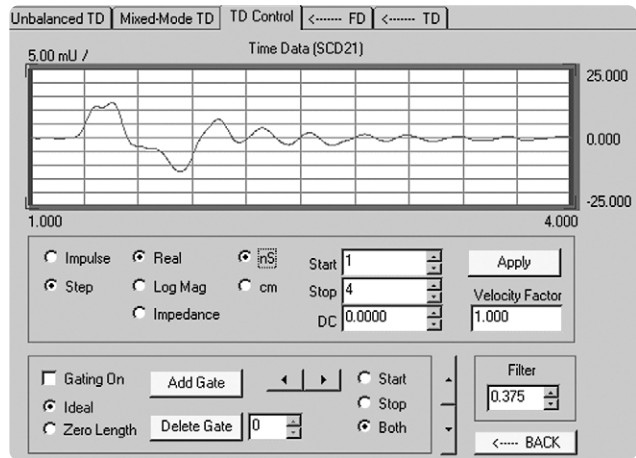 Unbalanced TD Mixed-Mode TD TD Control <------- FD <------- TD
5.00 mU / Time Data (SCD21)
25.000
0.000
-25.000
1.000 4.000
Impulse Real nS Start 1 Apply
Step Log Mag cm Stop 4 Velocity Factor
Impedance DC 0.0000 1.000
Gating On Add Gate Start Filter
Ideal Stop 0.375
Zero Length Delete Gate 0 Both
<----- BACK